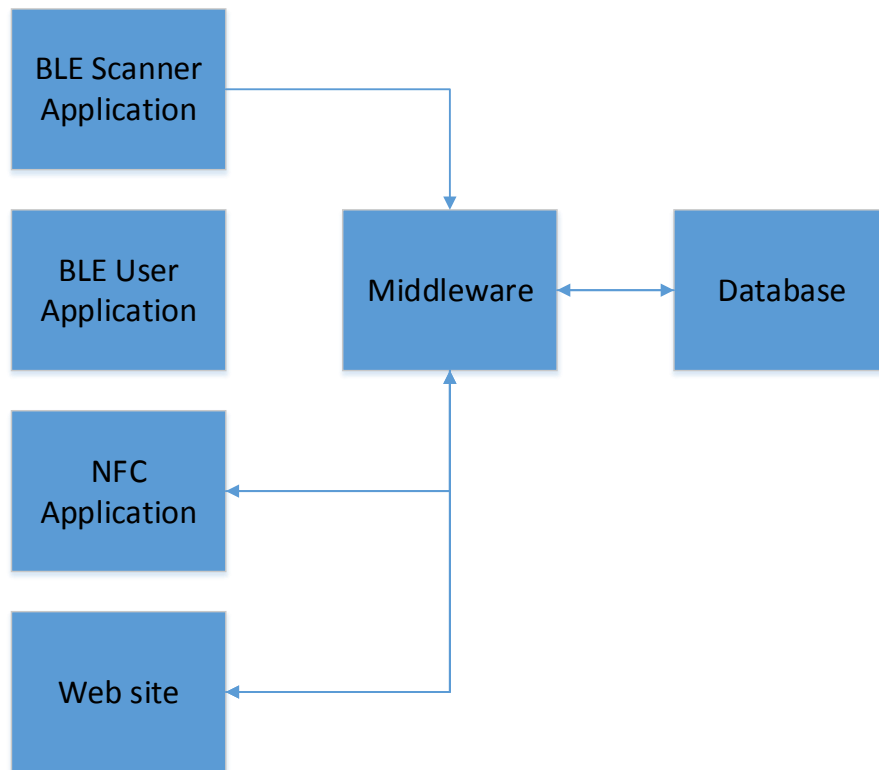 BLE Scanner
Application
BLE User
Application
Middleware
Database
NFC
Application
Web site